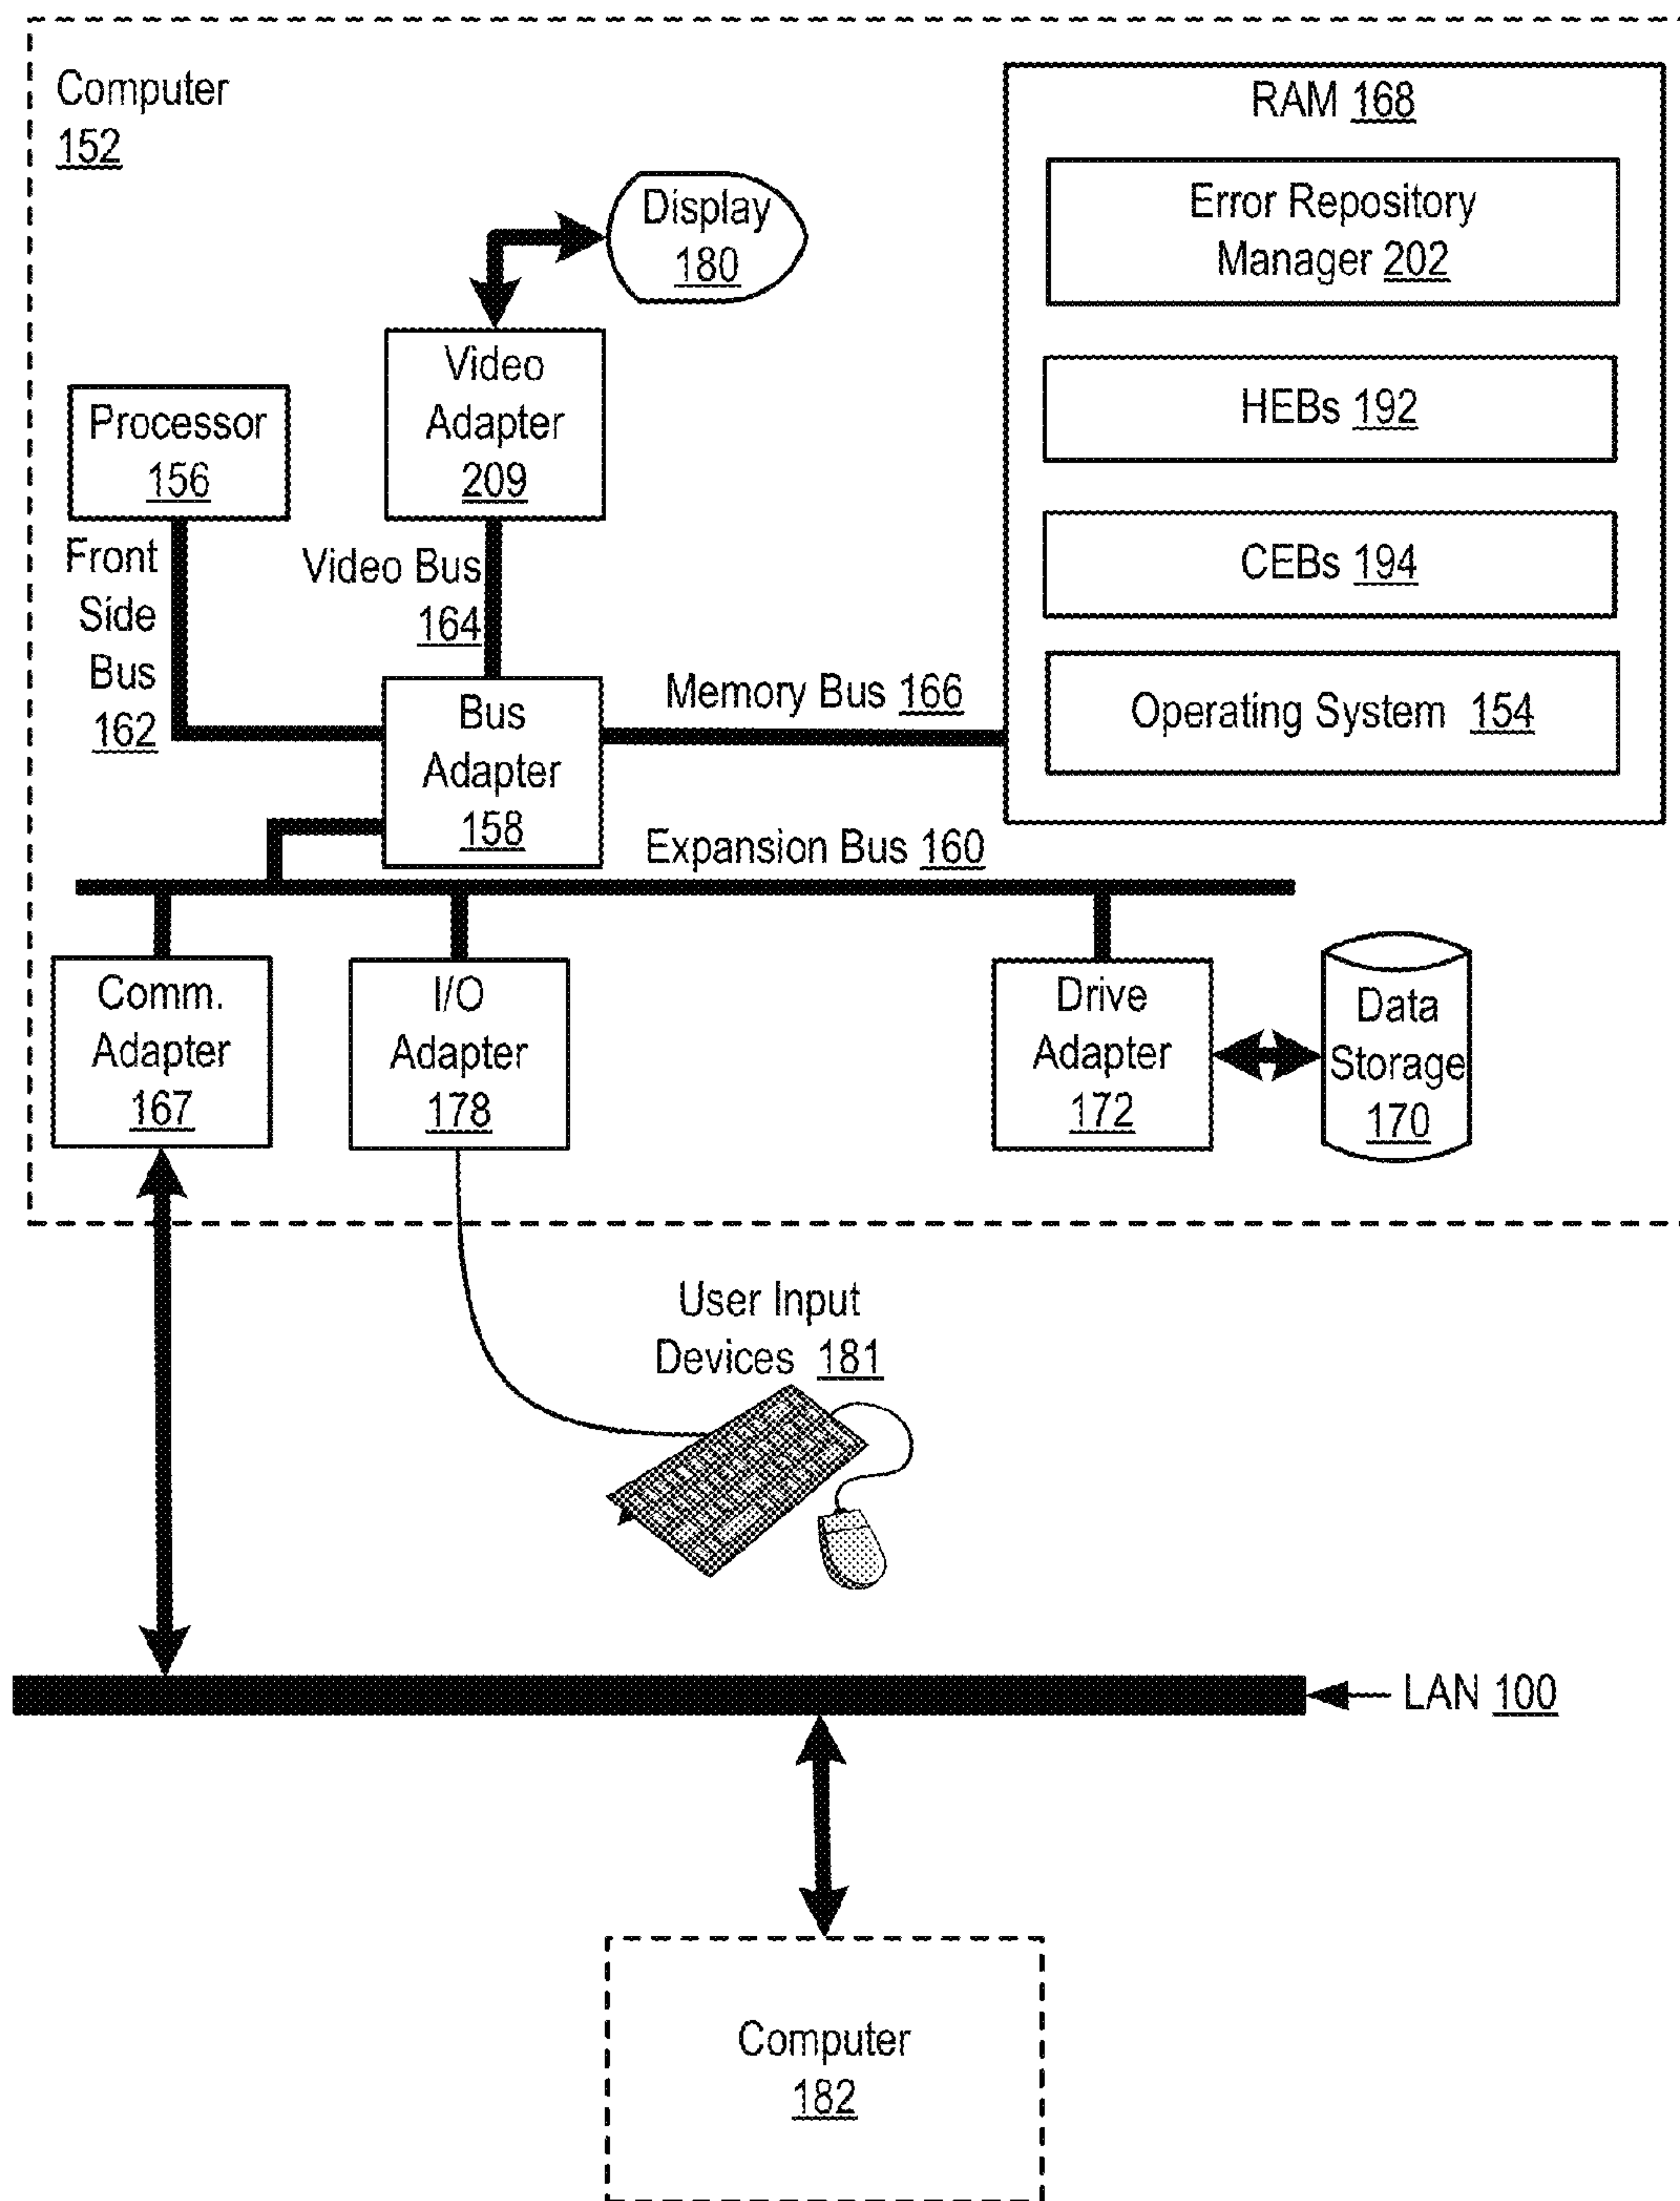 Computer
152
RAM 168
Error Repository
Manager 202
HEBs 192
CEBs 194
Operating System 154
Display
180
Video
Adapter
209
Processor
156
Front
Side
Bus
162
Video Bus
164
Bus
Adapter
158
Memory Bus 166
Expansion Bus 160
Comm.
Adapter
167
I/O
Adapter
178
Drive
Adapter
172
Data
Storage
170
User Input
Devices 181
LAN 100
Computer
182